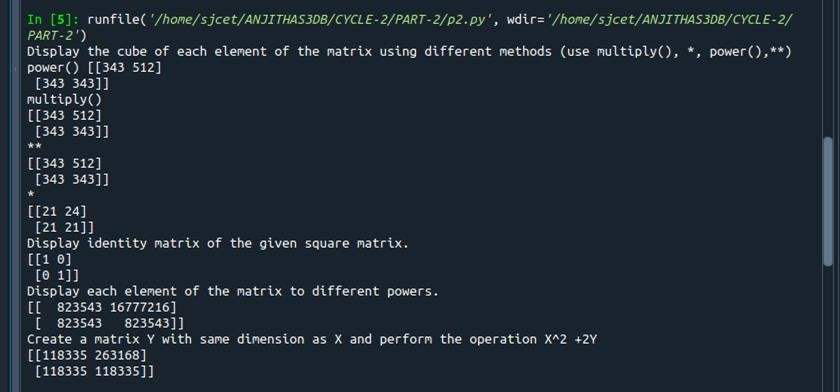 In [5]: runfile('/home/sjcet/ANJITHAS3DB/CYCLE-2/PART-2/p2.py', wdir='/home/sjcet/ANJITHAS3DB/CYCLE-2/
PART-2')
Display the cube of each element of the matrix using different methods (use multiply(), *, power(),**)
power() [[343 512]
 [343 343]]
multiply()
[[343 512]
 [343 343]]
**
[[343 512]
 [343 343]]
*
[[21 24]
 [21 21]]
Display identity matrix of the given square matrix.
[[1 0]
 [0 1]]
Display each element of the matrix to different powers.
[[  823543 16777216]
 [  823543   823543]]
Create a matrix Y with same dimension as X and perform the operation X^2 +2Y
[[118335 263168]
 [118335 118335]]